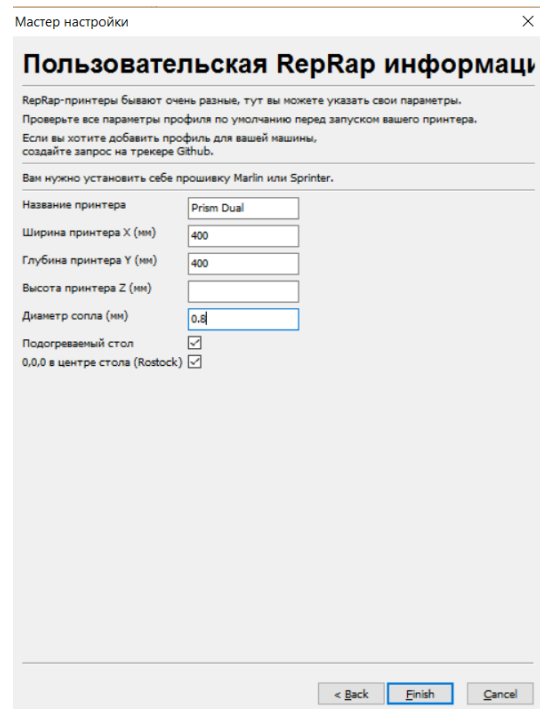 Мастер настройки
Пользовательская RepRap информаци
RepRap-принтеры бывают очень разные, тут вы можете указать свои параметры.
Проверьте все параметры профиля по умолчанию перед запуском вашего принтера.
Если вы хотите добавить профиль для вашей машины,
создайте запрос на трекере Github.
Вам нужно установить себе прошивку Marlin или Sprinter.
Название принтера Prism Dual
Ширина принтера X (мм) 400
Глубина принтера Y (мм) 400
Высота принтера Z (мм)
Диаметр сопла (мм) 0.8
Подогреваемый стол
0,0,0 в центре стола (Rostock)
< Back Finish Cancel